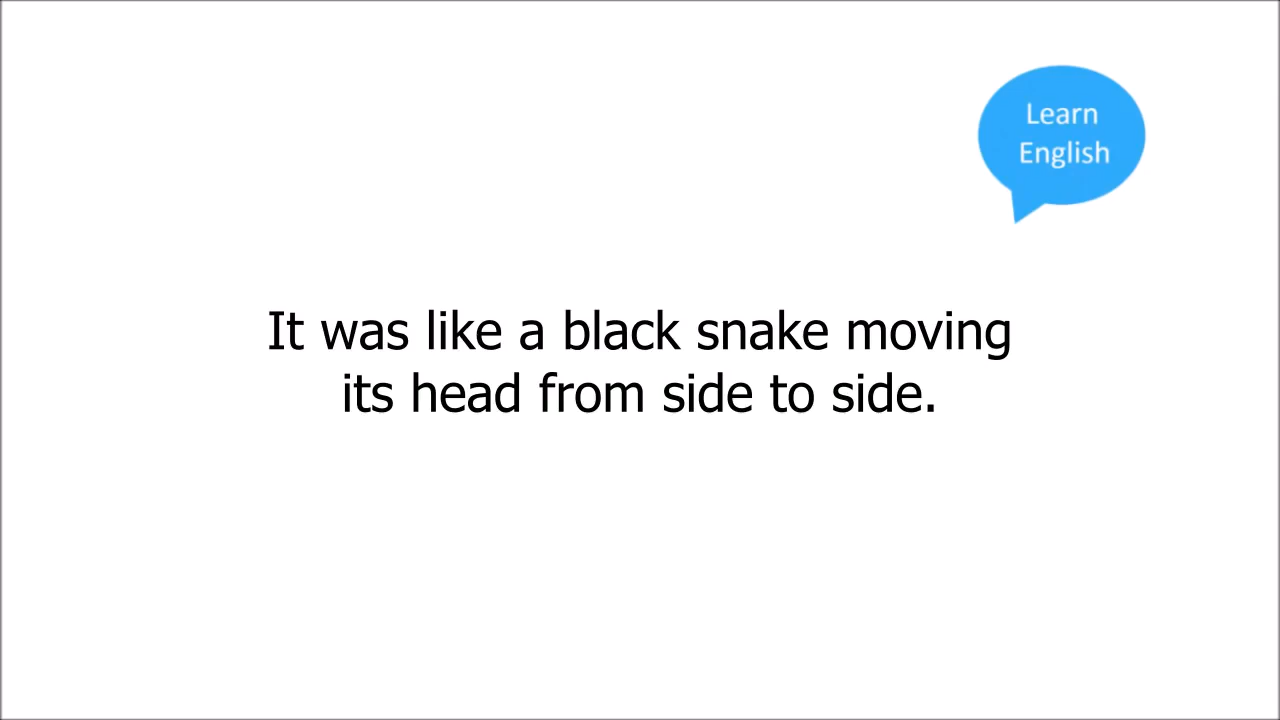 Learn
English
It was like a black snake moving
its head from side to side.